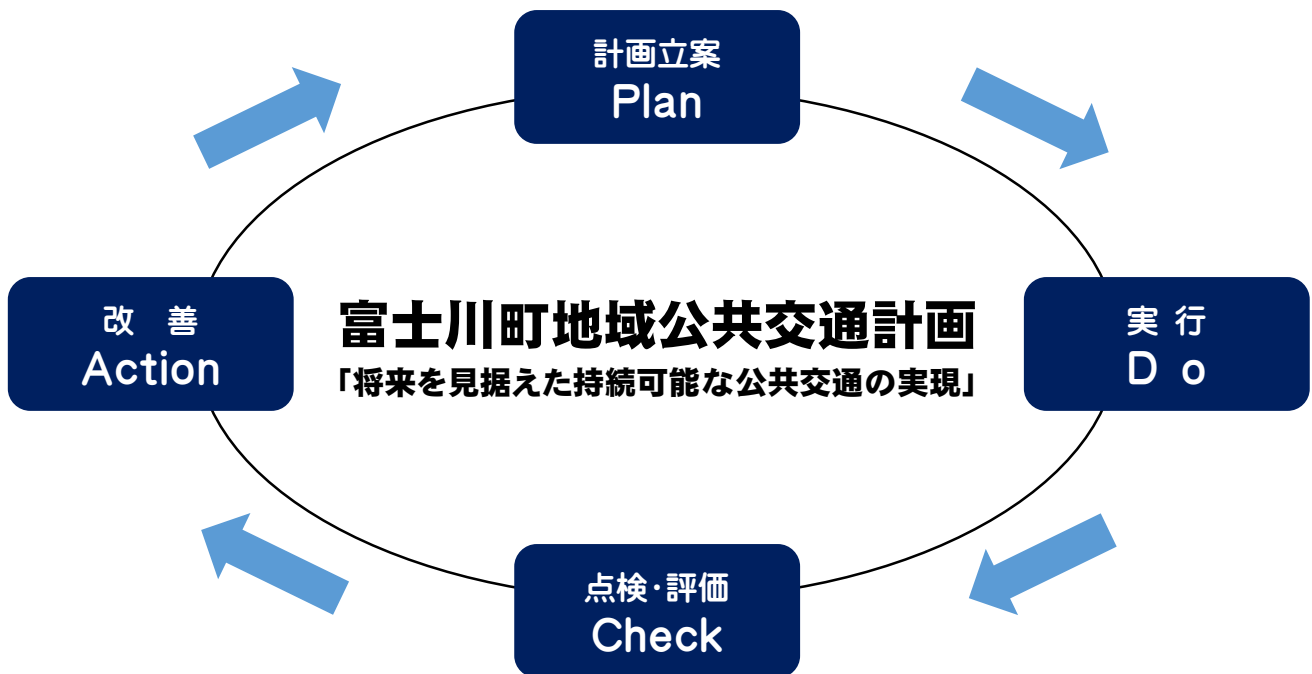 計画立案
Plan
改　善
Action
富士川町地域公共交通計画
「将来を見据えた持続可能な公共交通の実現」
実 行
D o
点検・評価
Check